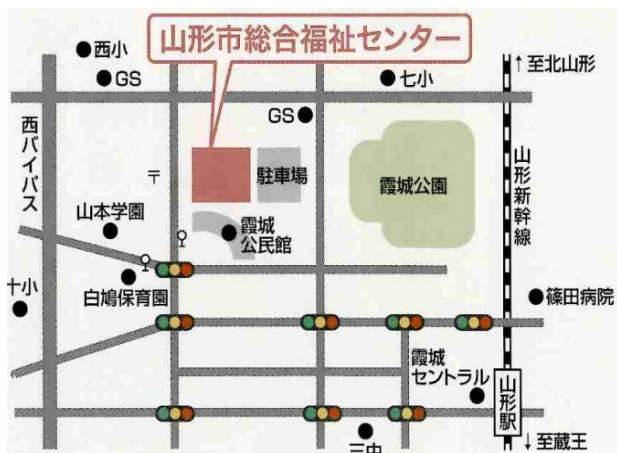 西小
GS
山形市総合福祉センター
七小
↑至北山形
GS
西バイパス
〒
駐車場
霞城公園
山形新幹線
山本学園
霞城
公民館
十小
白鳩保育園
篠田病院
霞城
セントラル
山形駅
三中
↓至蔵王